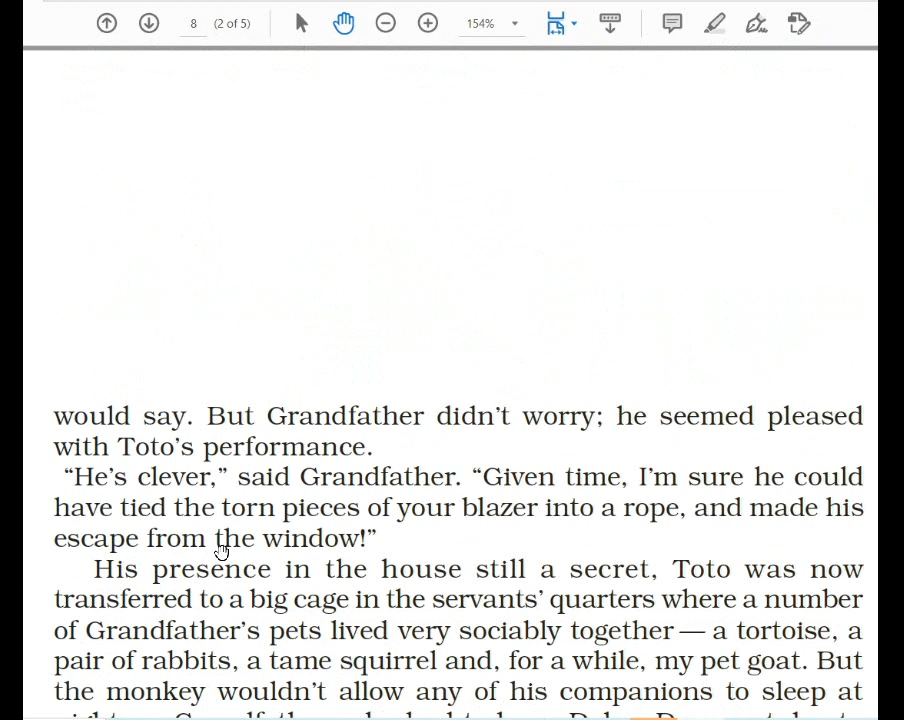 8 (2 of 5) 154%
would say. But Grandfather didn't worry; he seemed pleased
with Toto's performance.
“He's clever,” said Grandfather. “Given time, I'm sure he could
have tied the torn pieces of your blazer into a rope, and made his
escape from the window!”
His presence in the house still a secret, Toto was now
transferred to a big cage in the servants' quarters where a number
of Grandfather's pets lived very sociably together — a tortoise, a
pair of rabbits, a tame squirrel and, for a while, my pet goat. But
the monkey wouldn't allow any of his companions to sleep at